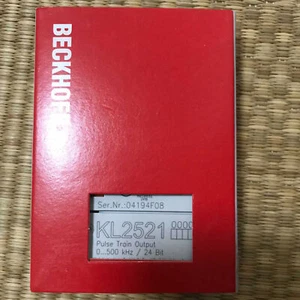 BECKHOFF
Ser.Nr.:04194F08
KL2521
Pulse Train Output
0...500 kHz / 24 Bit